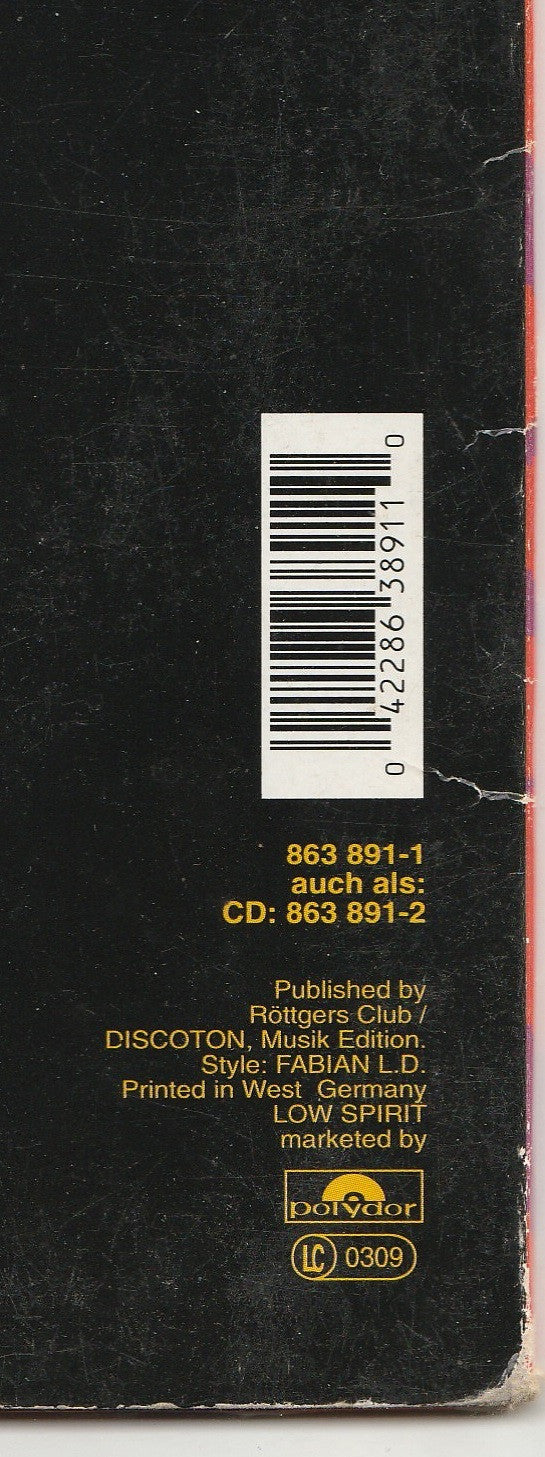 0 42286 38911 0
863 891-1
auch als:
CD: 863 891-2
Published by
Röttgers Club /
DISCOTON, Musik Edition.
Style: FABIAN L.D.
Printed in West Germany
LOW SPIRIT
marketed by
polydor
LC 0309